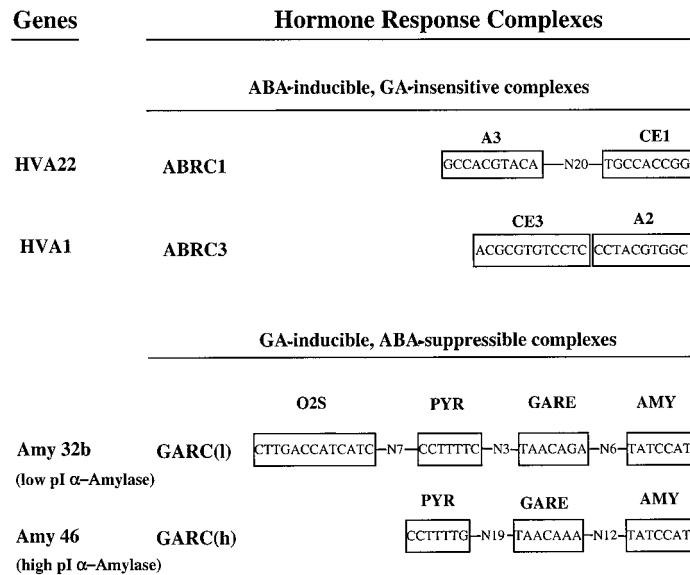 Genes Hormone Response Complexes
ABA-inducible, GA-insensitive complexes
A3 CE1
HVA22 ABRC1 GCCACGTACA N20 TGCCACCGG
CE3 A2
HVA1 ABRC3 ACGCGTGTCCTC CCTACGTGGC
GA-inducible, ABA-suppressible complexes
O2S PYR GARE AMY
Amy 32b GARC(l) CTTGACCATCATC N7 CCTTTTC N3 TAACAGA N6 TATCCAT
(low pI α-Amylase)
PYR GARE AMY
Amy 46 GARC(h) CCTTTTG N19 TAACAAA N12 TATCCAT
(high pI α-Amylase)